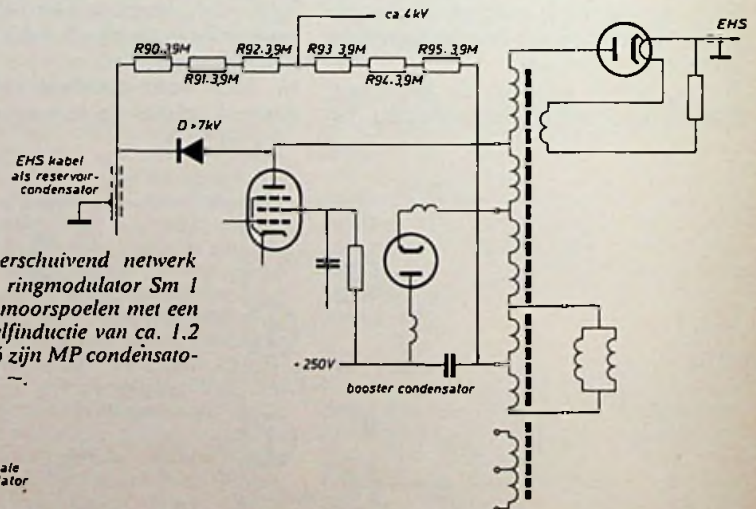 ca 4kV
EHS
R90.3,9M
R92.3,9M
R93 3,9M
R95.3,9M
R91.3,9M
R94.3,9M
D>7kV
EHS kabel
als reservoir-
condensator
erschuivend netwerk
ringmodulator Sm 1
moorspoelen met een
elfinductie van ca. 1.2
zijn MP condensato-
~.
+250V
booster condensator
ale
lator